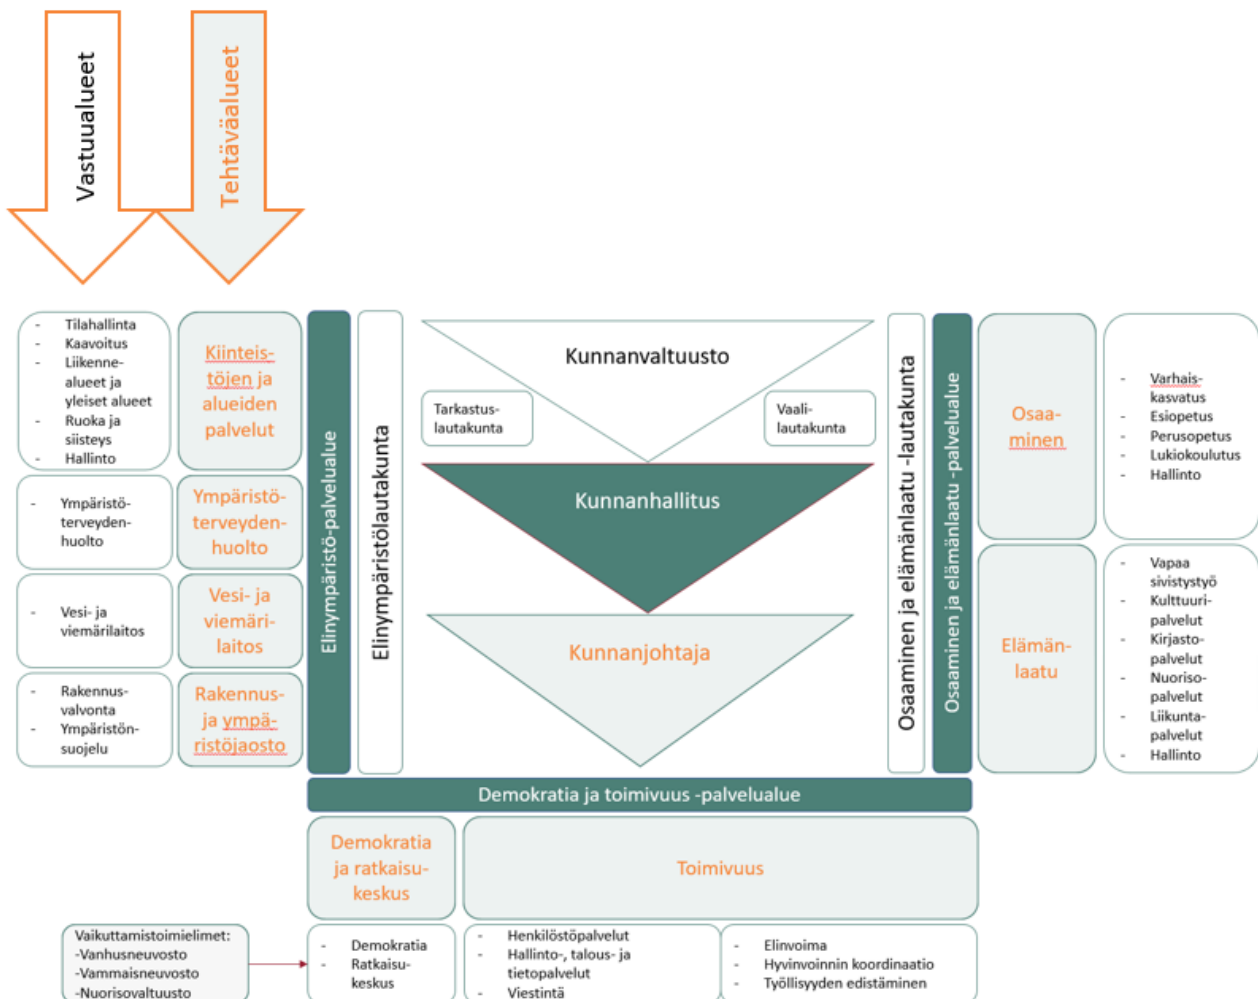 Vastuualueet
Tehtäväalueet
- Tilahallinta
- Kaavoitus
- Liikenne-
alueet ja
yleiset alueet
- Ruoka ja
siisteys
- Hallinto
Kiinteis-
töjen ja
alueiden
palvelut
- Ympäristö-
terveyden-
huolto
Ympäristö-
terveyden-
huolto
- Vesi- ja
viemärilaitos
Vesi- ja
viemäri-
laitos
- Rakennus-
valvonta
- Ympäristön-
suojelu
Rakennus-
ja ympä-
ristöjaosto
Elinympäristö-palvelualue
Elinympäristölautakunta
Kunnanvaltuusto
Tarkastus-
lautakunta
Vaali-
lautakunta
Kunnanhallitus
Kunnanjohtaja
Osaaminen ja elämänlaatu -lautakunta
Osaaminen ja elämänlaatu -palvelualue
Osaa-
minen
- Varhais-
kasvatus
- Esiopetus
- Perusopetus
- Lukiokoulutus
- Hallinto
Elämän-
laatu
- Vapaa
sivistystyö
- Kulttuuri-
palvelut
- Kirjasto-
palvelut
- Nuoriso-
palvelut
- Liikunta-
palvelut
- Hallinto
Demokratia ja toimivuus -palvelualue
Demokratia
ja ratkaisu-
keskus
Toimivuus
Vaikuttamistoimielimet:
-Vanhusneuvosto
-Vammaisneuvosto
-Nuorisovaltuusto
- Demokratia
- Ratkaisu-
keskus
- Henkilöstöpalvelut
- Hallinto-, talous- ja
tietopalvelut
- Viestintä
- Elinvoima
- Hyvinvoinnin koordinaatio
- Työllisyyden edistäminen